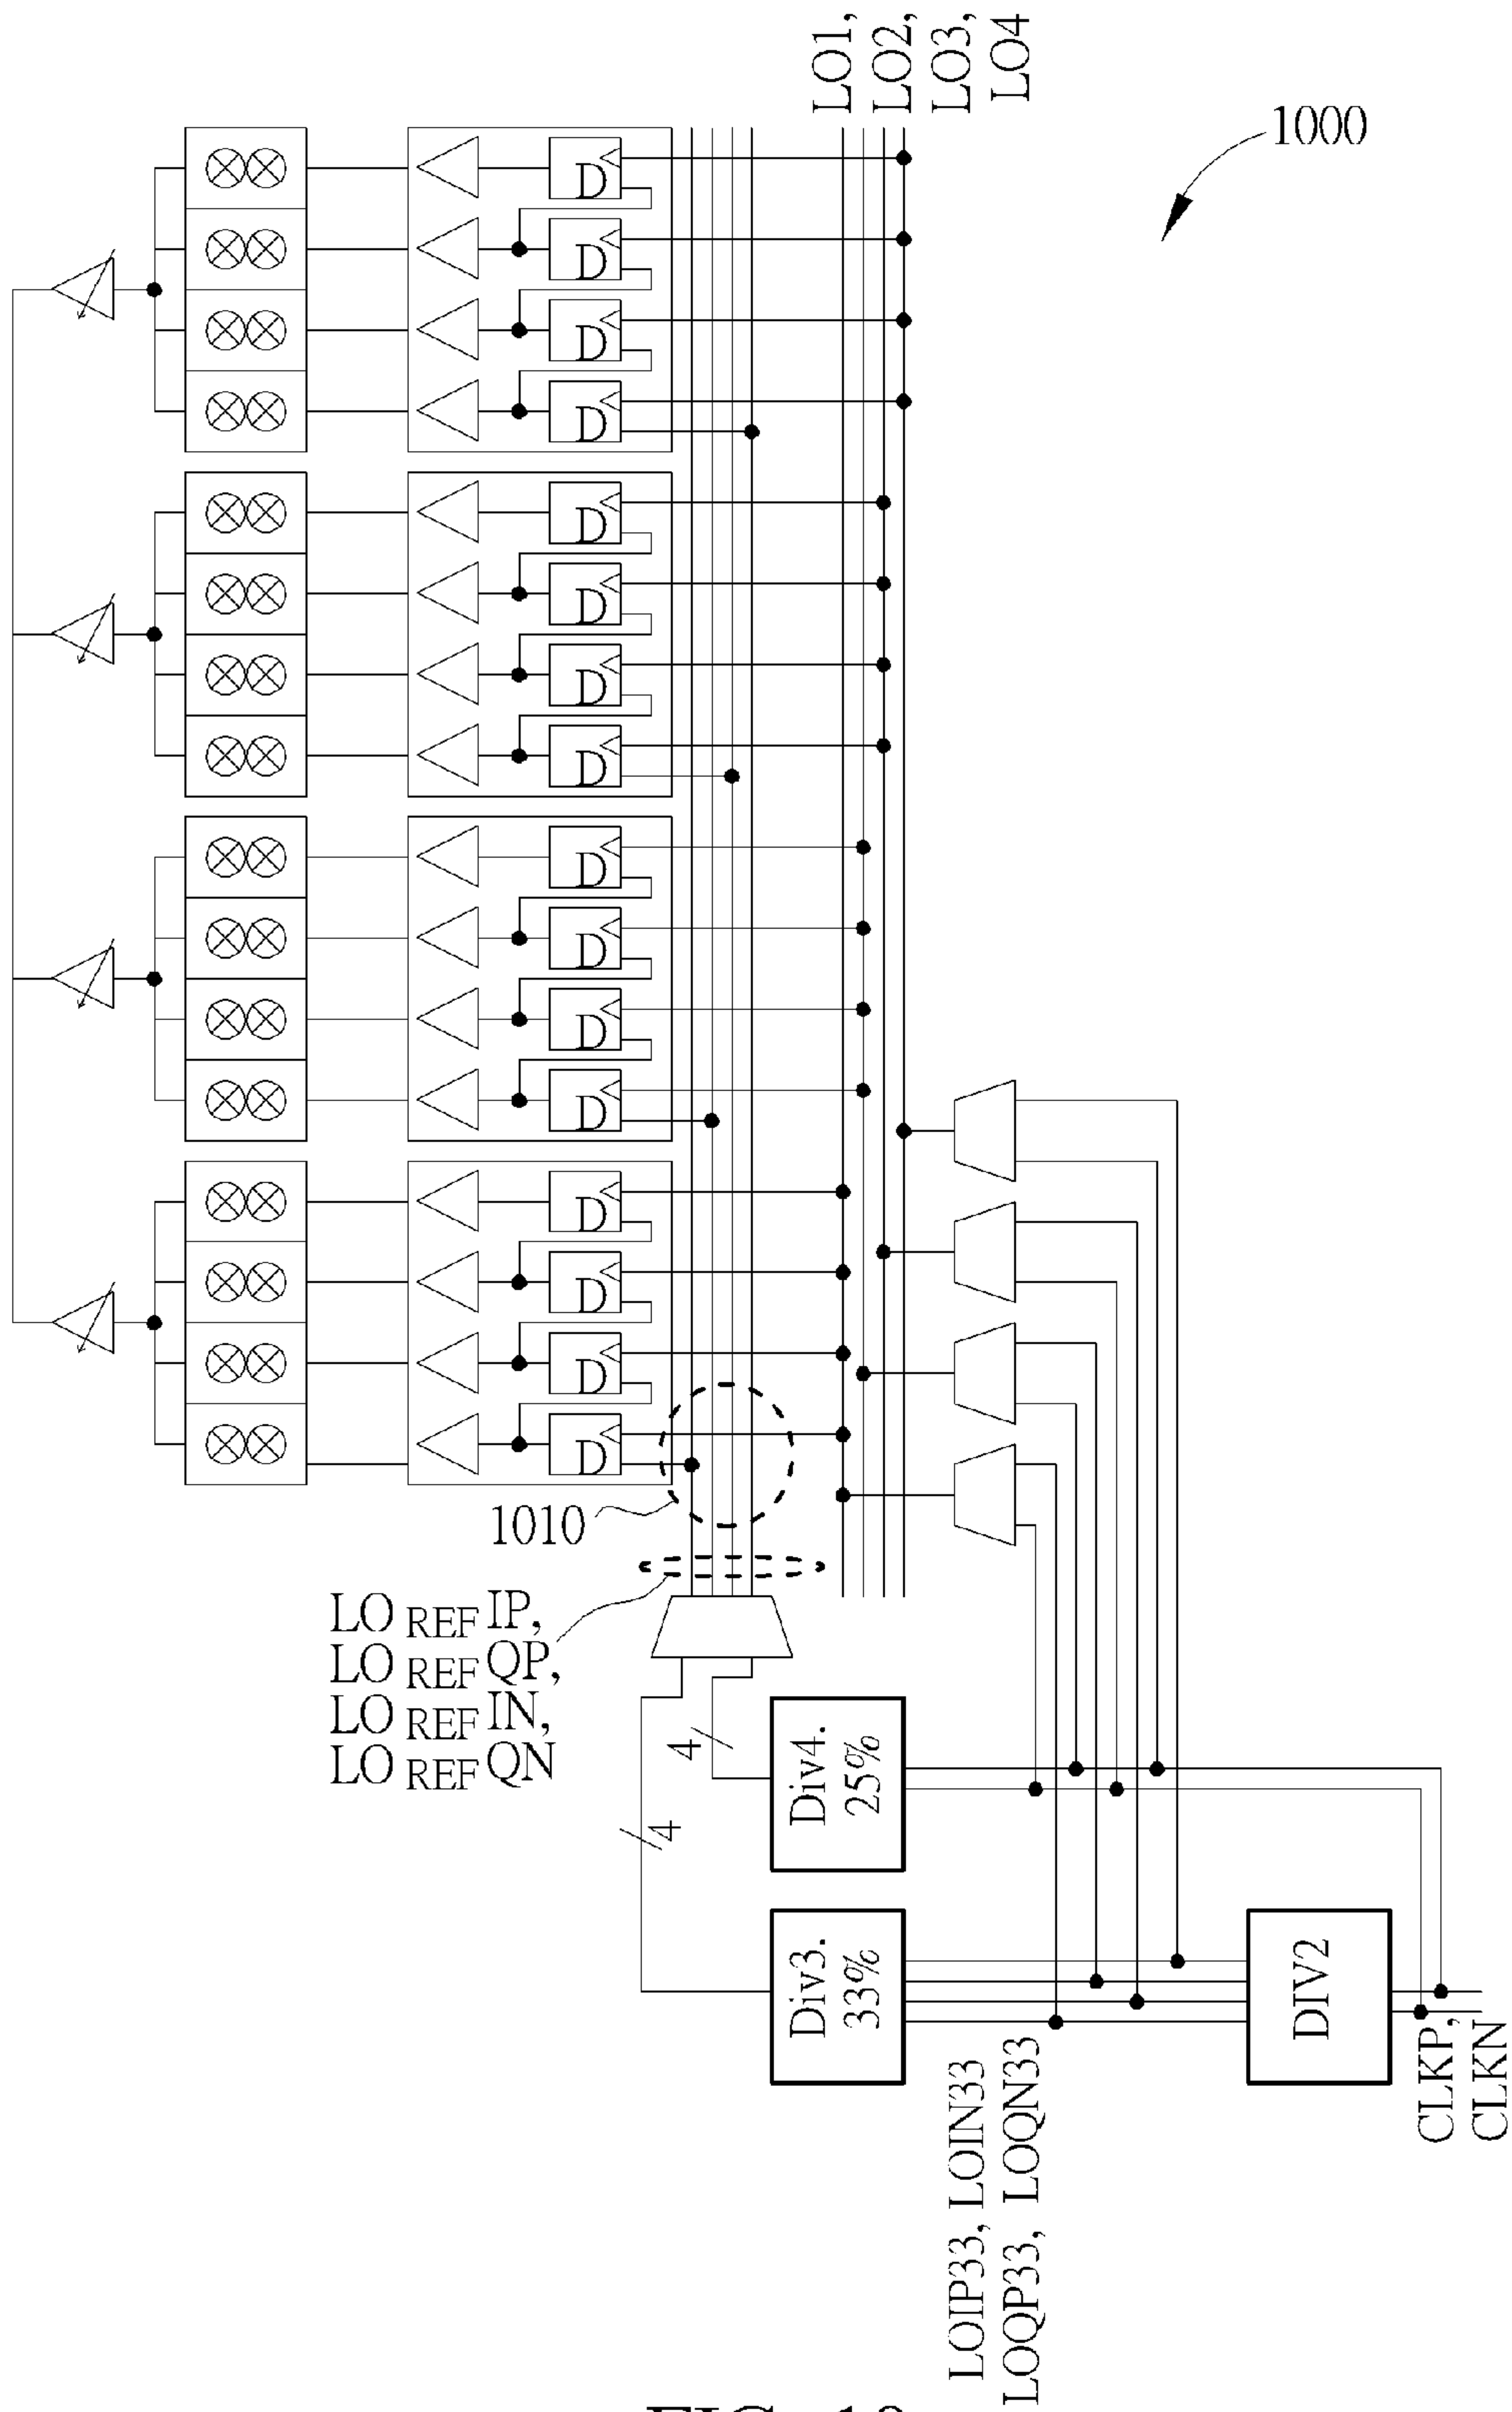 LO1,
LO2,
LO3,
LO4
1000
D D D D
D D D D
D D D D
D D D D
1010
LO REF IP,
LO REF QP,
LO REF IN,
LO REF QN
4
4
Div4.
25%
Div3.
33%
DIV2
CLKP,
CLKN
LOIP33, LOIN33
LOQP33, LOQN33